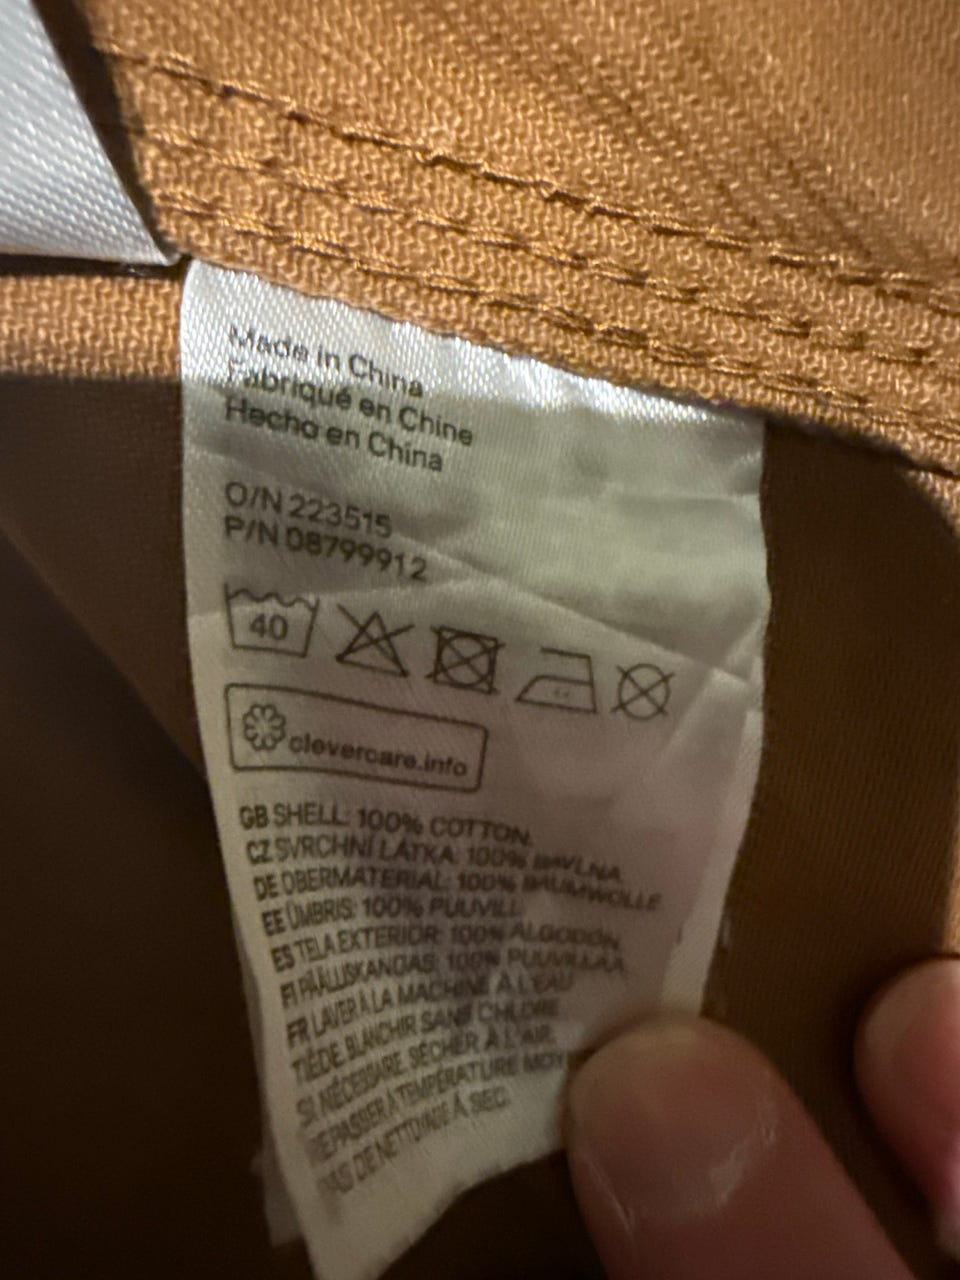 Made in China
Fabriqué en Chine
Hecho en China
O/N 223515
P/N 08799912
40
clevercare.info
GB SHELL: 100% COTTON
CZ SVRCHNÍ LÁTKA: 100% BAVLNA
DE OBERMATERIAL: 100% BAUMWOLLE
EE ÜMBRIS: 100% PUUVILL
ES TELA EXTERIOR: 100% ALGODÓN
FI PÄÄLLISKANGAS: 100% PUUVILLAA
FR LAVER À LA MACHINE À L'EAU
TIÈDE, BLANCHIR SANS CHLORE
SI NÉCESSAIRE, SÉCHER À L'AIR,
REPASSER À TEMPÉRATURE
PAS DE NETTOYAGE À SEC.